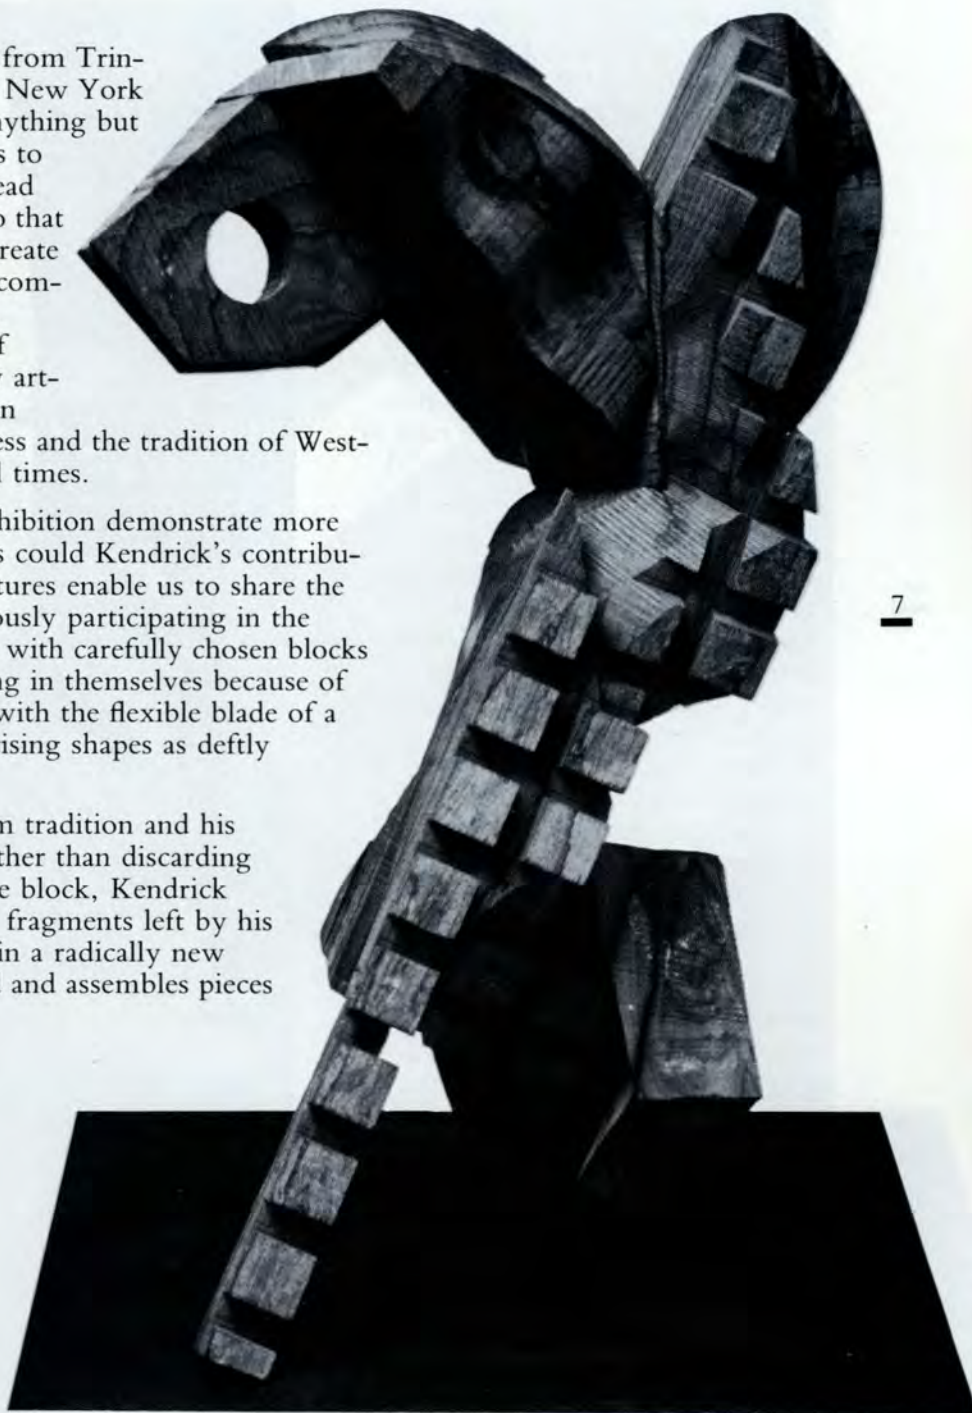 from Trin-
New York
ything but
s to
ead
o that
reate
com-
f
y art-
n
ess and the tradition of West-
l times.
hibition demonstrate more
s could Kendrick's contribu-
tures enable us to share the
ously participating in the
with carefully chosen blocks
ng in themselves because of
with the flexible blade of a
rising shapes as deftly
n tradition and his
ther than discarding
e block, Kendrick
fragments left by his
in a radically new
l and assembles pieces
7